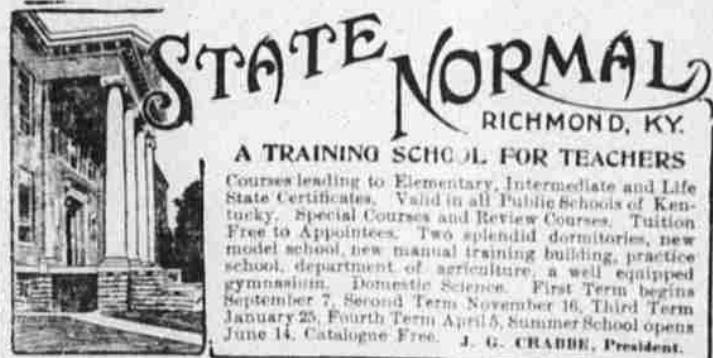 STATE NORMAL
RICHMOND, KY.
A TRAINING SCHOOL FOR TEACHERS
Courses leading to Elementary, Intermediate and Life
State Certificates. Valid in all Public Schools of Ken-
tucky. Special Courses and Review Courses. Tuition
Free to Appointees. Two splendid dormitories, new
model school, new manual training building, practice
school, department of agriculture, a well equipped
gymnasium. Domestic Science. First Term begins
September 7, Second Term November 16, Third Term
January 25, Fourth Term April 5, Summer School opens
June 14. Catalogue Free. J. G. CRABBE, President.